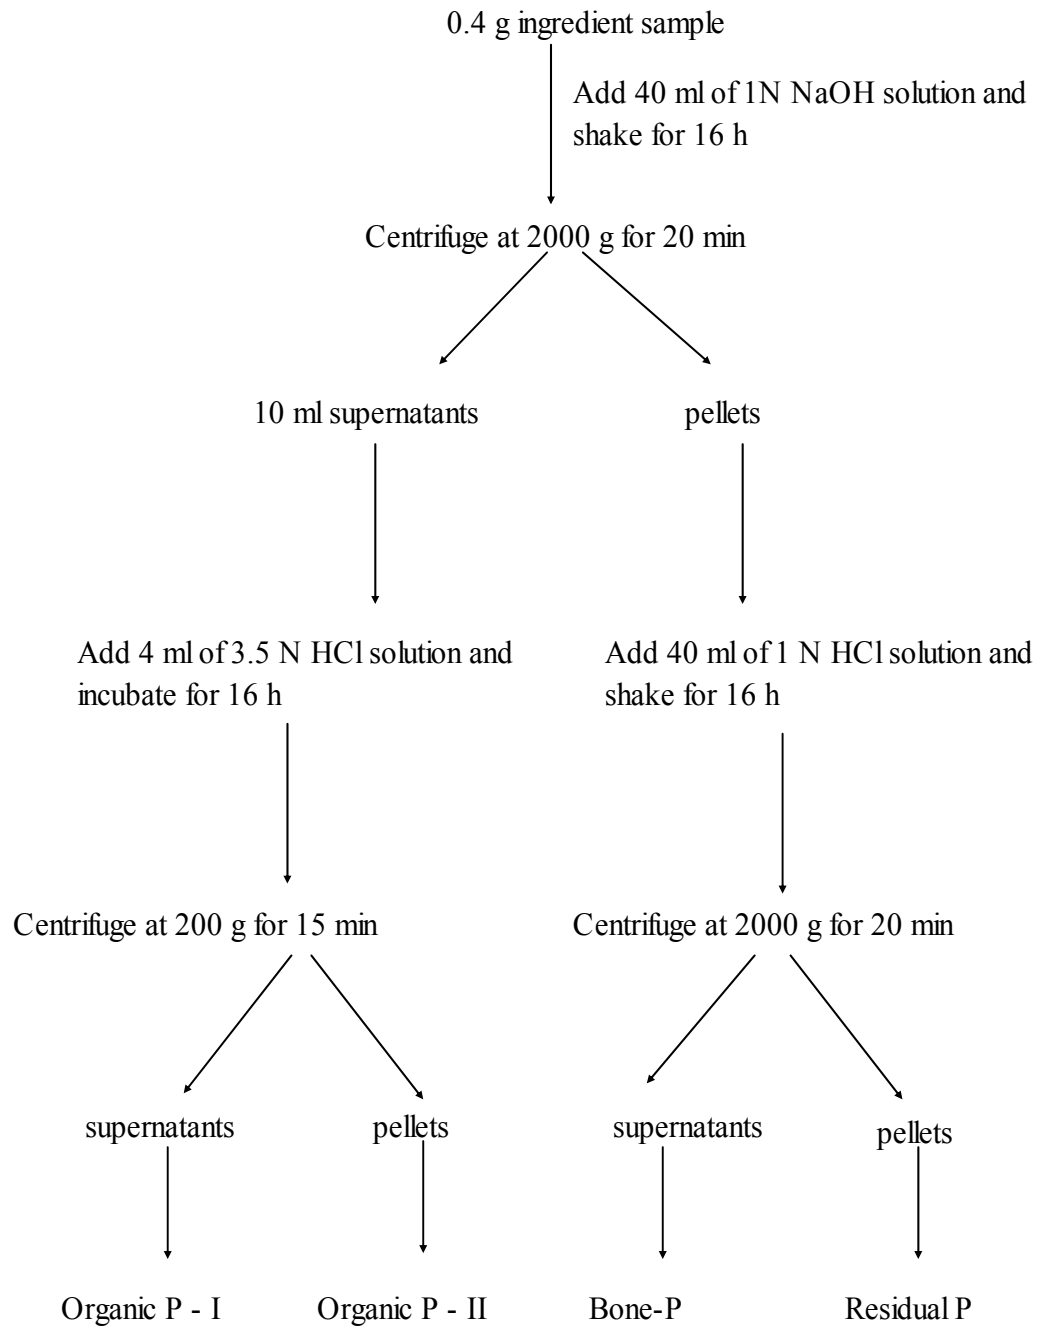 0.4 g ingredient sample
Add 40 ml of 1N NaOH solution and
shake for 16 h
Centrifuge at 2000 g for 20 min
10 ml supernatants
pellets
Add 4 ml of 3.5 N HCl solution and
incubate for 16 h
Add 40 ml of 1 N HCl solution and
shake for 16 h
Centrifuge at 200 g for 15 min
Centrifuge at 2000 g for 20 min
supernatants
pellets
supernatants
pellets
Organic P - I
Organic P - II
Bone-P
Residual P